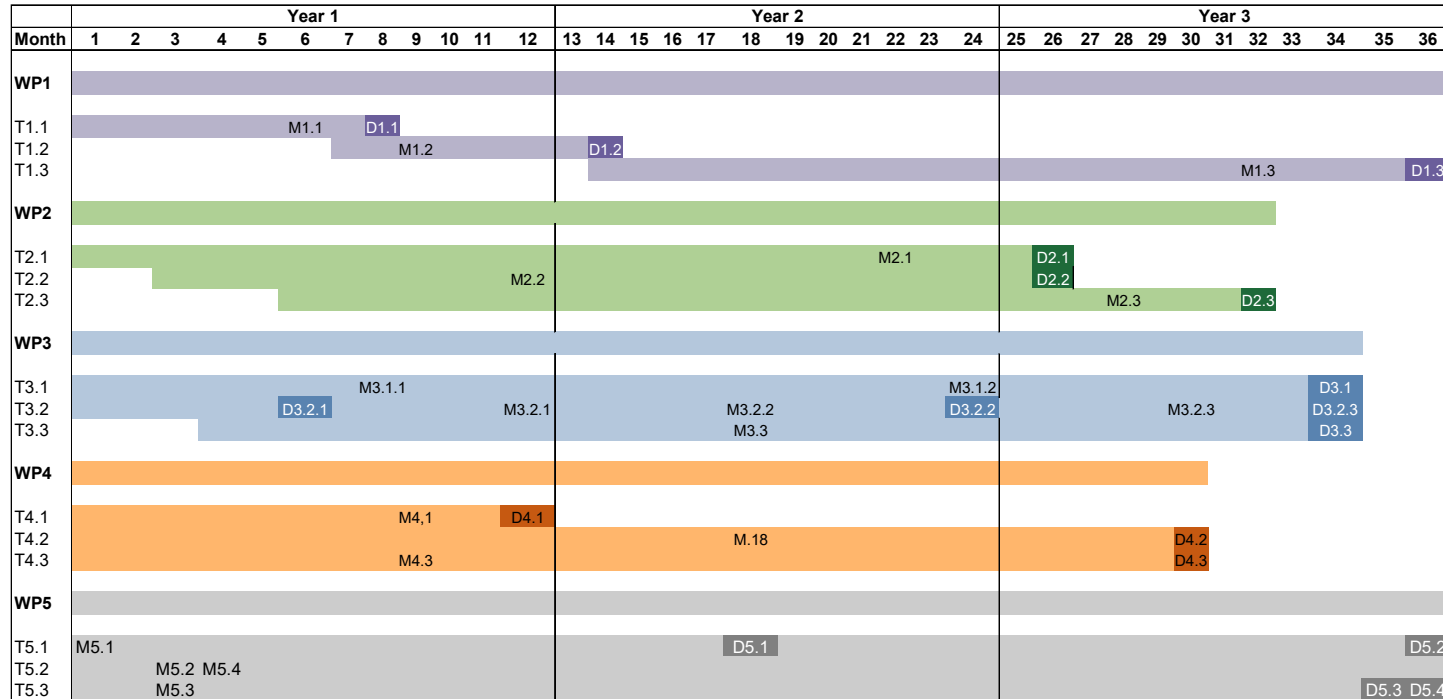 Year 1 Year 2 Year 3
Month 1 2 3 4 5 6 7 8 9 10 11 12 13 14 15 16 17 18 19 20 21 22 23 24 25 26 27 28 29 30 31 32 33 34 35 36
WP1
T1.1 M1.1 D1.1
T1.2 M1.2 D1.2
T1.3 M1.3 D1.3
WP2
T2.1 M2.1 D2.1
T2.2 M2.2 D2.2
T2.3 M2.3 D2.3
WP3
T3.1 M3.1.1 M3.1.2 D3.1
T3.2 D3.2.1 M3.2.1 M3.2.2 D3.2.2 M3.2.3 D3.2.3
T3.3 M3.3 D3.3
WP4
T4.1 M4,1 D4.1
T4.2 M.18 D4.2
T4.3 M4.3 D4.3
WP5
T5.1 M5.1 D5.1 D5.2
T5.2 M5.2 M5.4
T5.3 M5.3 D5.3 D5.4